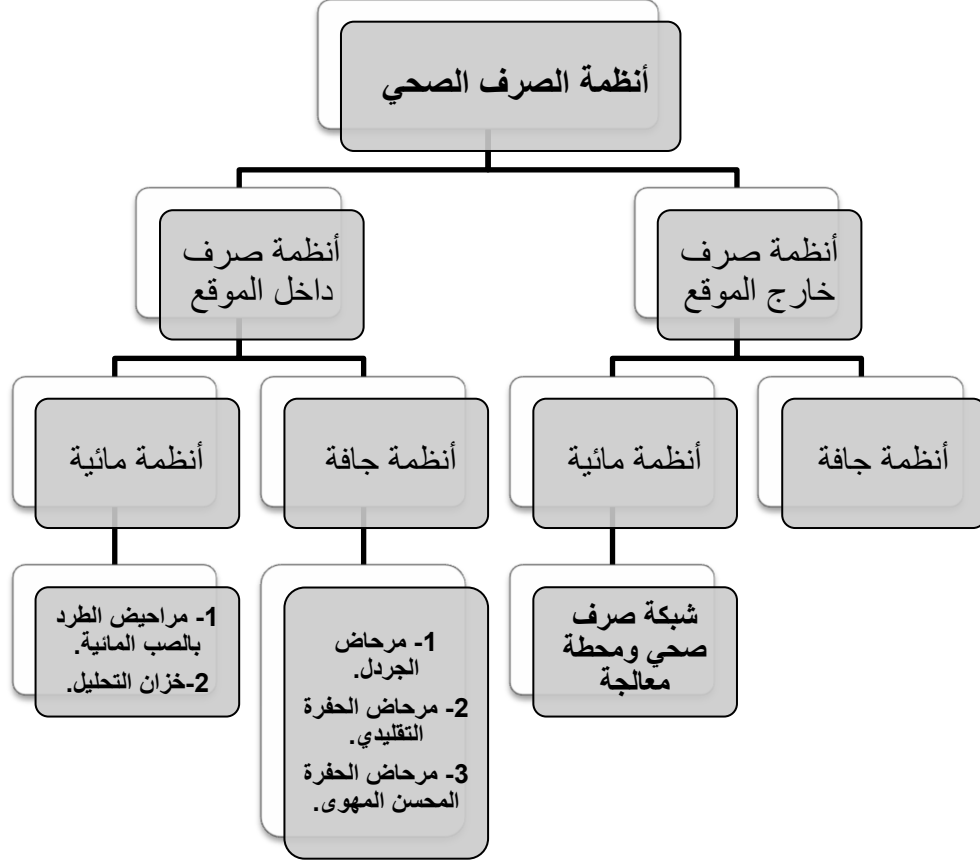 أنظمة الصرف الصحي
أنظمة صرف
خارج الموقع
أنظمة صرف
داخل الموقع
أنظمة جافة
أنظمة مائية
أنظمة جافة
أنظمة مائية
شبكة صرف
صحي ومحطة
معالجة
1- مرحاض
الجردل.
2- مرحاض الحفرة
التقليدي.
3- مرحاض الحفرة
المحسن المهوى.
1- مراحيض الطرد
بالصب المائية.
2-خزان التحليل.